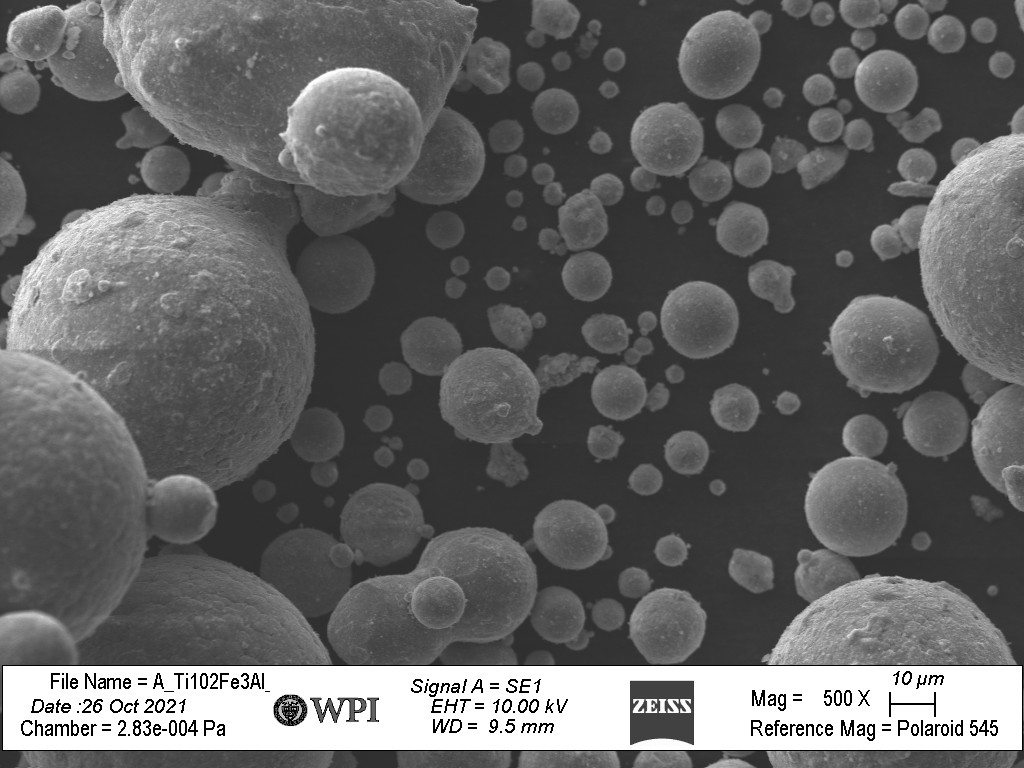 File Name = A_Ti102Fe3Al_
Date :26 Oct 2021
Chamber = 2.83e-004 Pa
WPI
Signal A = SE1
EHT = 10.00 kV
WD = 9.5 mm
ZEISS
Mag = 500 X
10 µm
Reference Mag = Polaroid 545